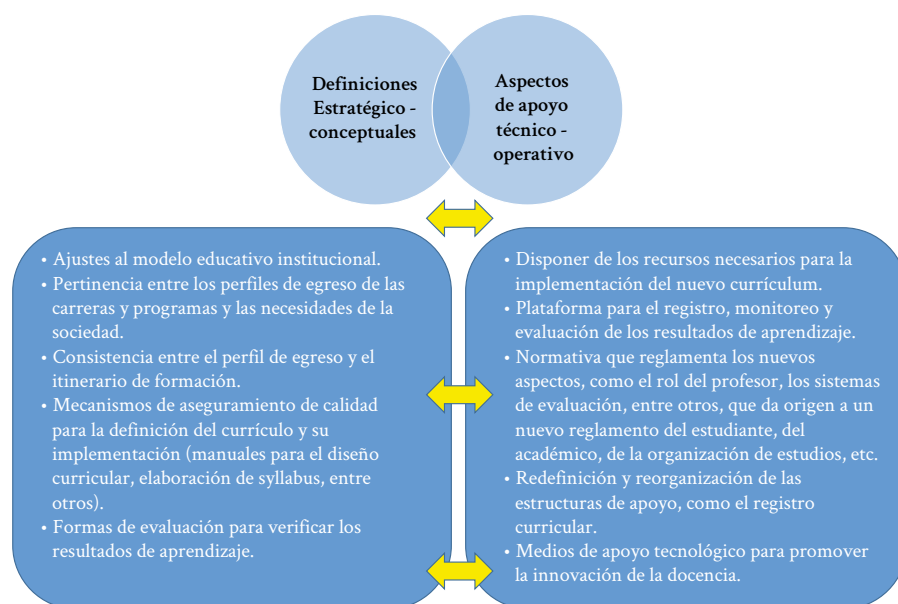 Definiciones
Estratégico -
conceptuales
Aspectos
de apoyo
técnico -
operativo
• Ajustes al modelo educativo institucional.
• Pertinencia entre los perfiles de egreso de las
carreras y programas y las necesidades de la
sociedad.
• Consistencia entre el perfil de egreso y el
itinerario de formación.
• Mecanismos de aseguramiento de calidad
para la definición del currículo y su
implementación (manuales para el diseño
curricular, elaboración de syllabus, entre
otros).
• Formas de evaluación para verificar los
resultados de aprendizaje.
• Disponer de los recursos necesarios para la
implementación del nuevo currículum.
• Plataforma para el registro, monitoreo y
evaluación de los resultados de aprendizaje.
• Normativa que reglamenta los nuevos
aspectos, como el rol del profesor, los sistemas
de evaluación, entre otros, que da origen a un
nuevo reglamento del estudiante, del
académico, de la organización de estudios, etc.
• Redefinición y reorganización de las
estructuras de apoyo, como el registro
curricular.
• Medios de apoyo tecnológico para promover
la innovación de la docencia.